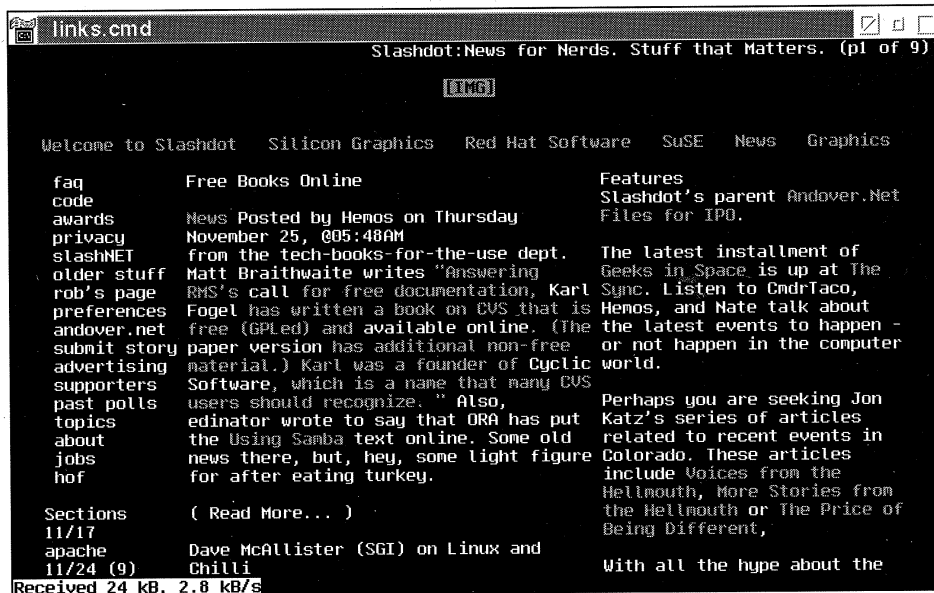 links.cmd
Slashdot:News for Nerds. Stuff that Matters. (p1 of 9)
[IMG]
Welcome to Slashdot Silicon Graphics Red Hat Software SuSE News Graphics
faq
code
awards
privacy
slashNET
older stuff
rob's page
preferences
andover.net
submit story
advertising
supporters
past polls
topics
about
jobs
hof
Sections
11/17
apache
11/24 (9)
Free Books Online
News Posted by Hemos on Thursday
November 25, @05:48AM
from the tech-books-for-the-use dept.
Matt Braithwaite writes "Answering
RMS's call for free documentation, Karl
Fogel has written a book on CVS that is
free (GPLed) and available online. (The
paper version has additional non-free
material.) Karl was a founder of Cyclic
Software, which is a name that many CVS
users should recognize. " Also,
edinator wrote to say that ORA has put
the Using Samba text online. Some old
news there, but, hey, some light figure
for after eating turkey.
( Read More... )
Dave McAllister (SGI) on Linux and
Chilli
Features
Slashdot's parent Andover.Net
Files for IPO.
The latest installment of
Geeks in Space is up at The
Sync. Listen to CmdrTaco,
Hemos, and Nate talk about
the latest events to happen -
or not happen in the computer
world.
Perhaps you are seeking Jon
Katz's series of articles
related to recent events in
Colorado. These articles
include Voices from the
Hellmouth, More Stories from
the Hellmouth or The Price of
Being Different,
With all the hype about the
Received 24 kB, 2.8 kB/s